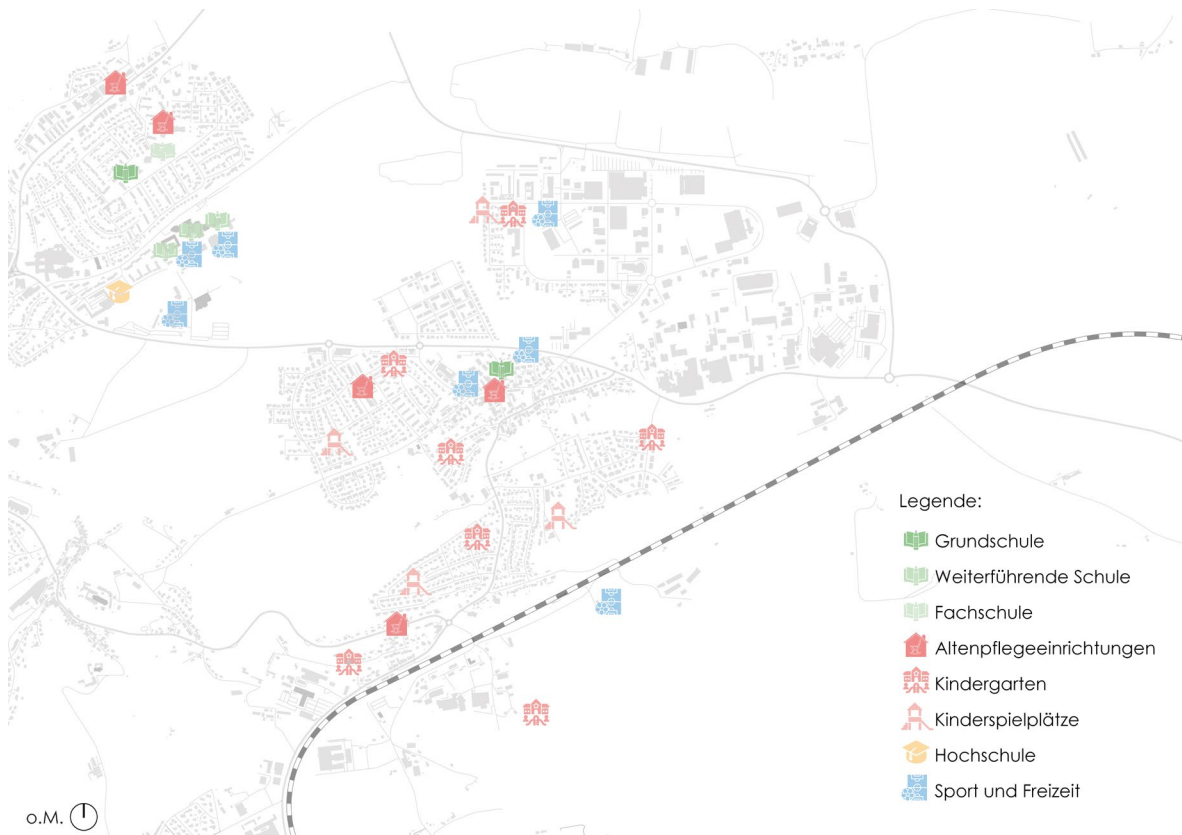 Legende:
Grundschule
Weiterführende Schule
Fachschule
Altenpflegeeinrichtungen
Kindergarten
Kinderspielplätze
Hochschule
Sport und Freizeit
o.M.